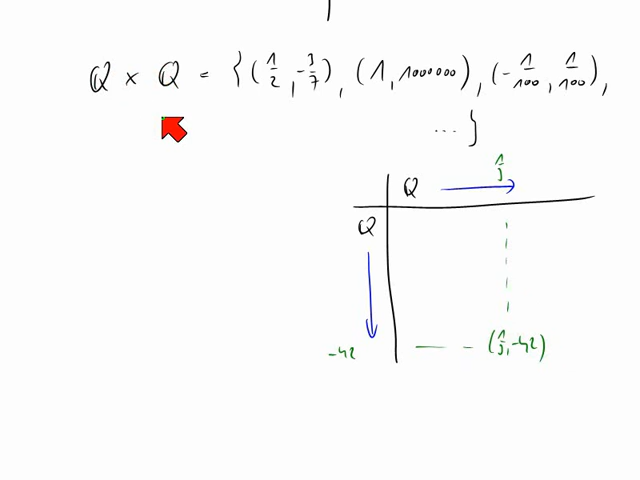 Q × Q = {(1/2, -3/7), (1, 1000000), (-1/100, 1/100),
... }
1/3
Q
Q
-42
(1/3, -42)